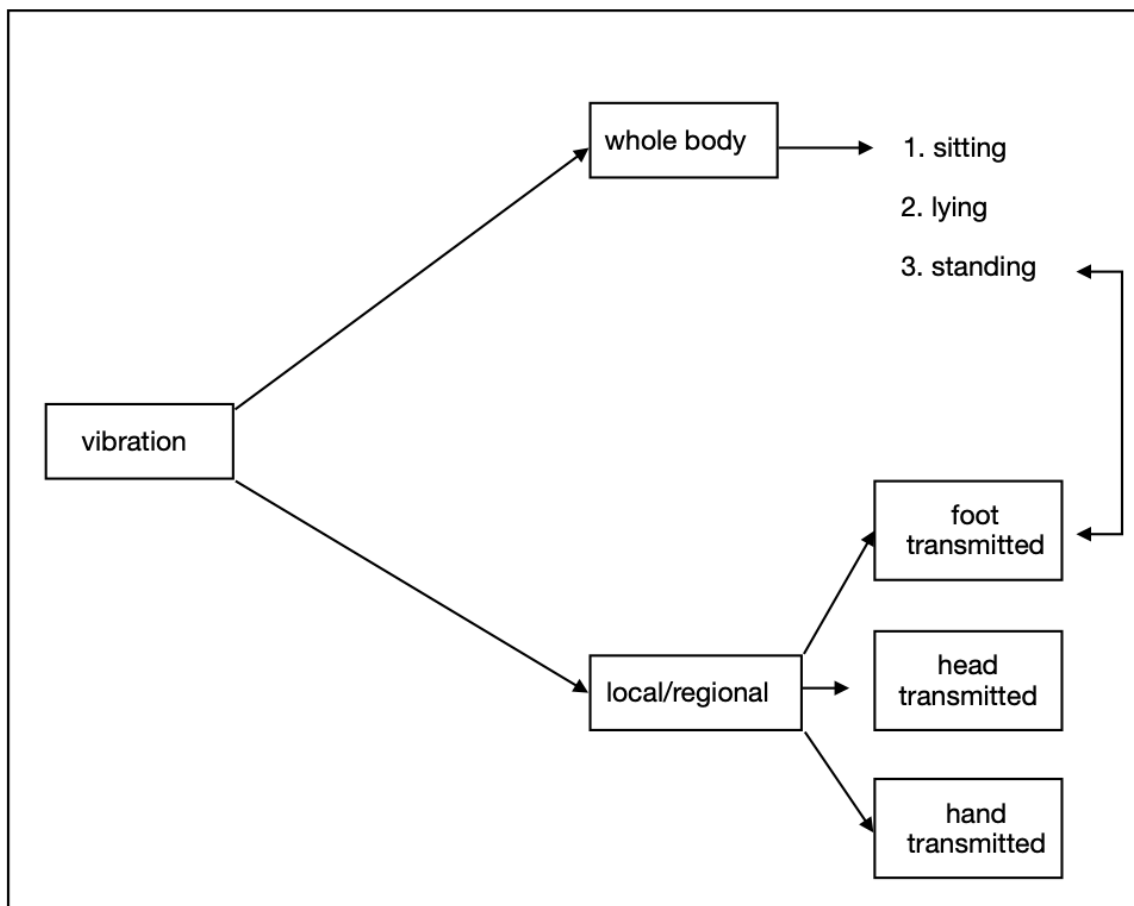 whole body
1. sitting
2. lying
3. standing
vibration
foot
transmitted
local/regional
head
transmitted
hand
transmitted